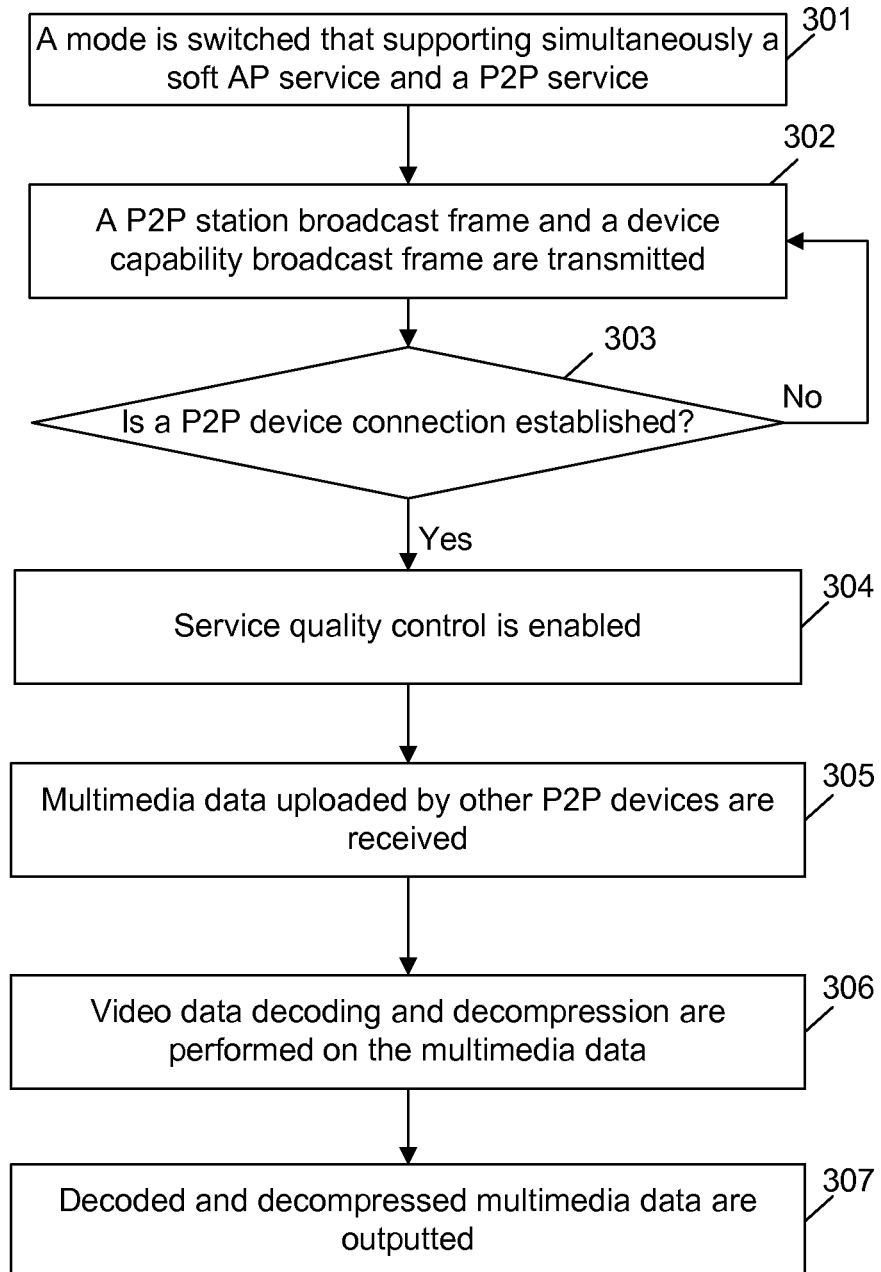 A mode is switched that supporting simultaneously a
soft AP service and a P2P service
301
302
A P2P station broadcast frame and a device
capability broadcast frame are transmitted
303
Is a P2P device connection established?
No
Yes
304
Service quality control is enabled
305
Multimedia data uploaded by other P2P devices are
received
306
Video data decoding and decompression are
performed on the multimedia data
307
Decoded and decompressed multimedia data are
outputted